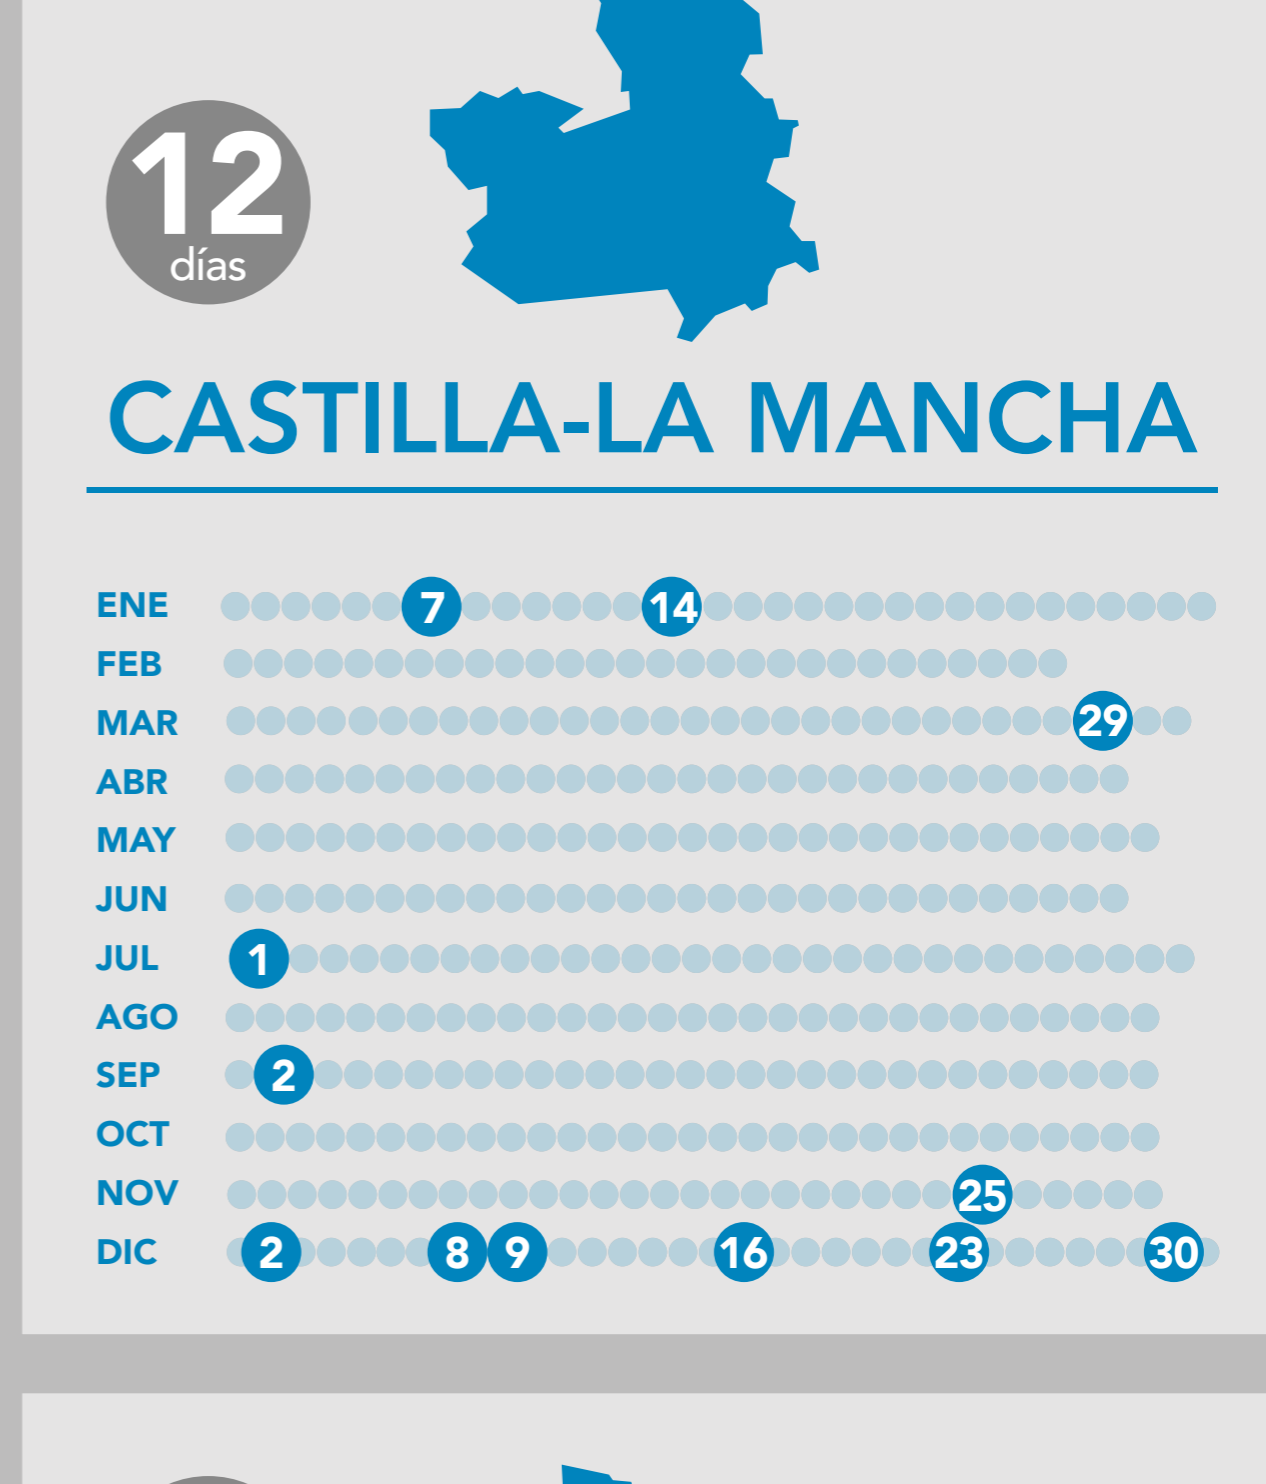 12
días
CASTILLA-LA MANCHA
ENE 7 14
FEB
MAR 29
ABR
MAY
JUN
JUL 1
AGO
SEP 2
OCT
NOV 25
DIC 2 8 9 16 23 30